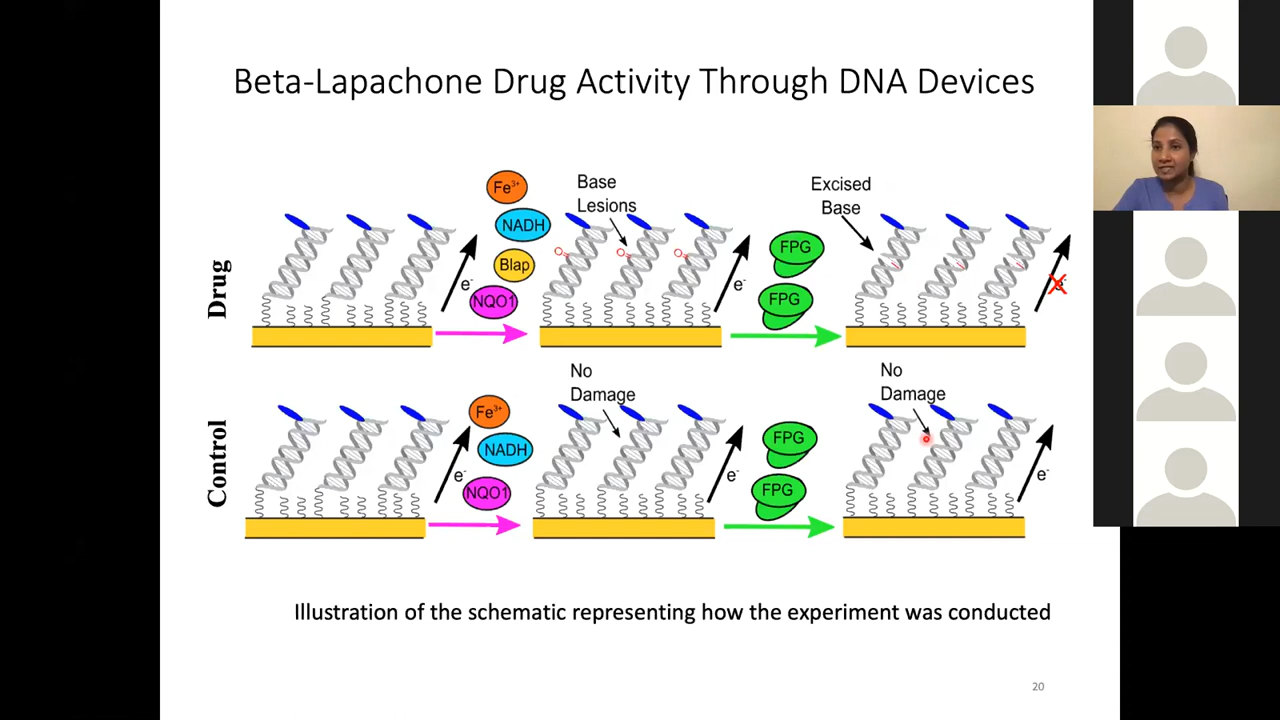 Beta-Lapachone Drug Activity Through DNA Devices
Drug
Fe³⁺
NADH
Blap
NQO1
e⁻
Base
Lesions
O
O
O
e⁻
FPG
FPG
Excised
Base
e⁻
Control
Fe³⁺
NADH
NQO1
e⁻
No
Damage
e⁻
FPG
FPG
No
Damage
e⁻
Illustration of the schematic representing how the experiment was conducted
20